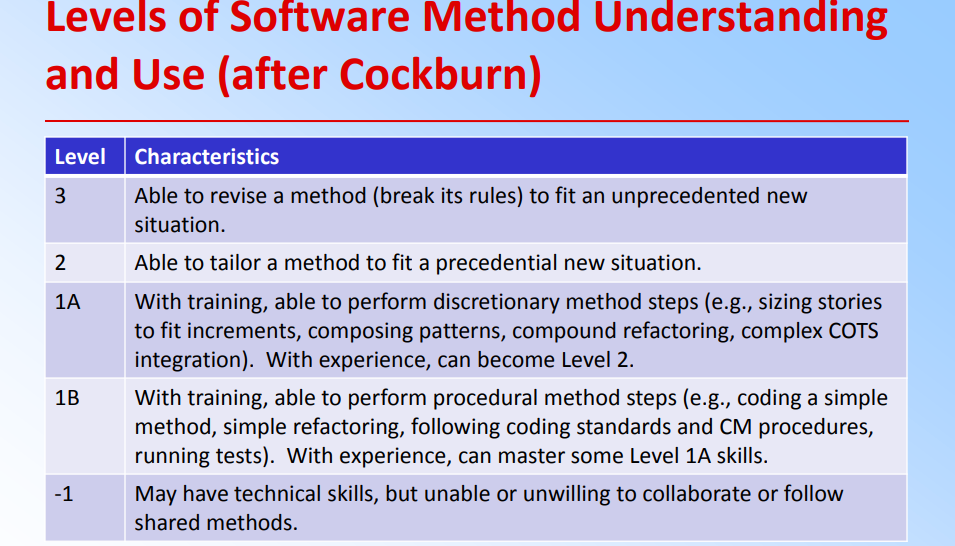 Levels of Software Method Understanding
and Use (after Cockburn)
Level Characteristics
3 Able to revise a method (break its rules) to fit an unprecedented new
situation.
2 Able to tailor a method to fit a precedential new situation.
1A With training, able to perform discretionary method steps (e.g., sizing stories
to fit increments, composing patterns, compound refactoring, complex COTS
integration).  With experience, can become Level 2.
1B With training, able to perform procedural method steps (e.g., coding a simple
method, simple refactoring, following coding standards and CM procedures,
running tests).  With experience, can master some Level 1A skills.
-1 May have technical skills, but unable or unwilling to collaborate or follow
shared methods.